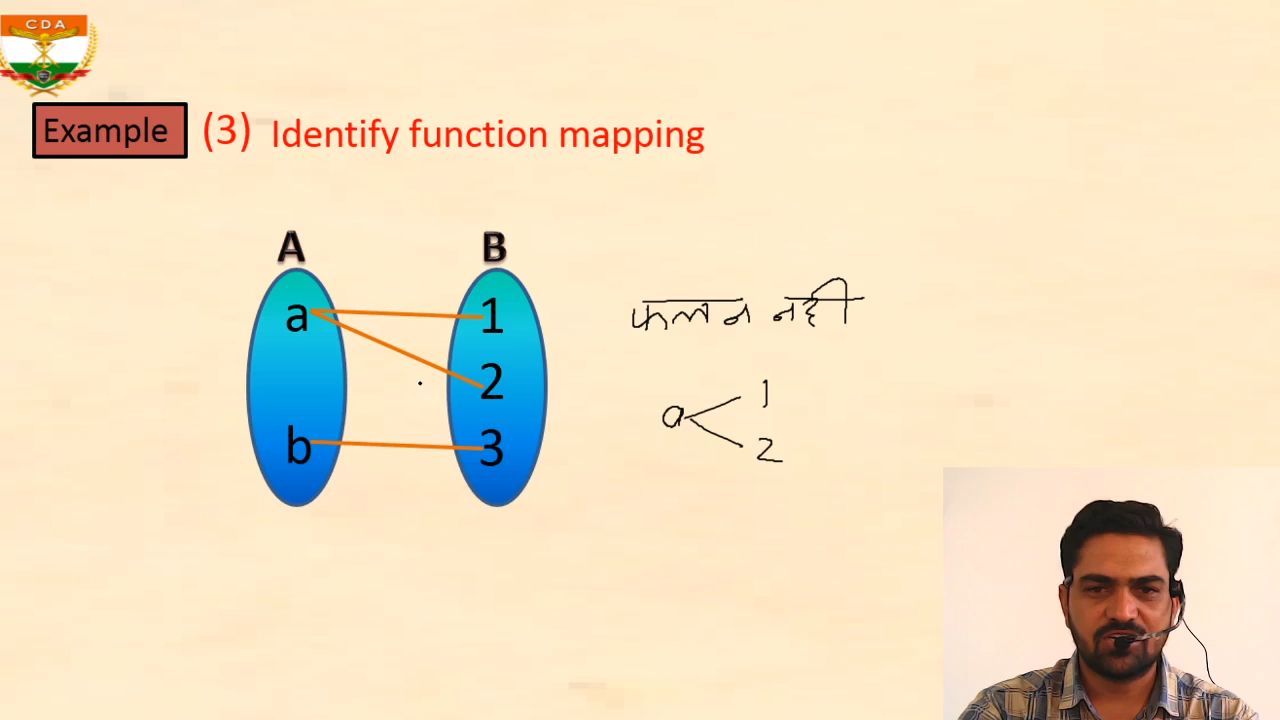 CDA
Example (3) Identify function mapping
A B
a 1
2
b 3
फलन नही
a < 1
2